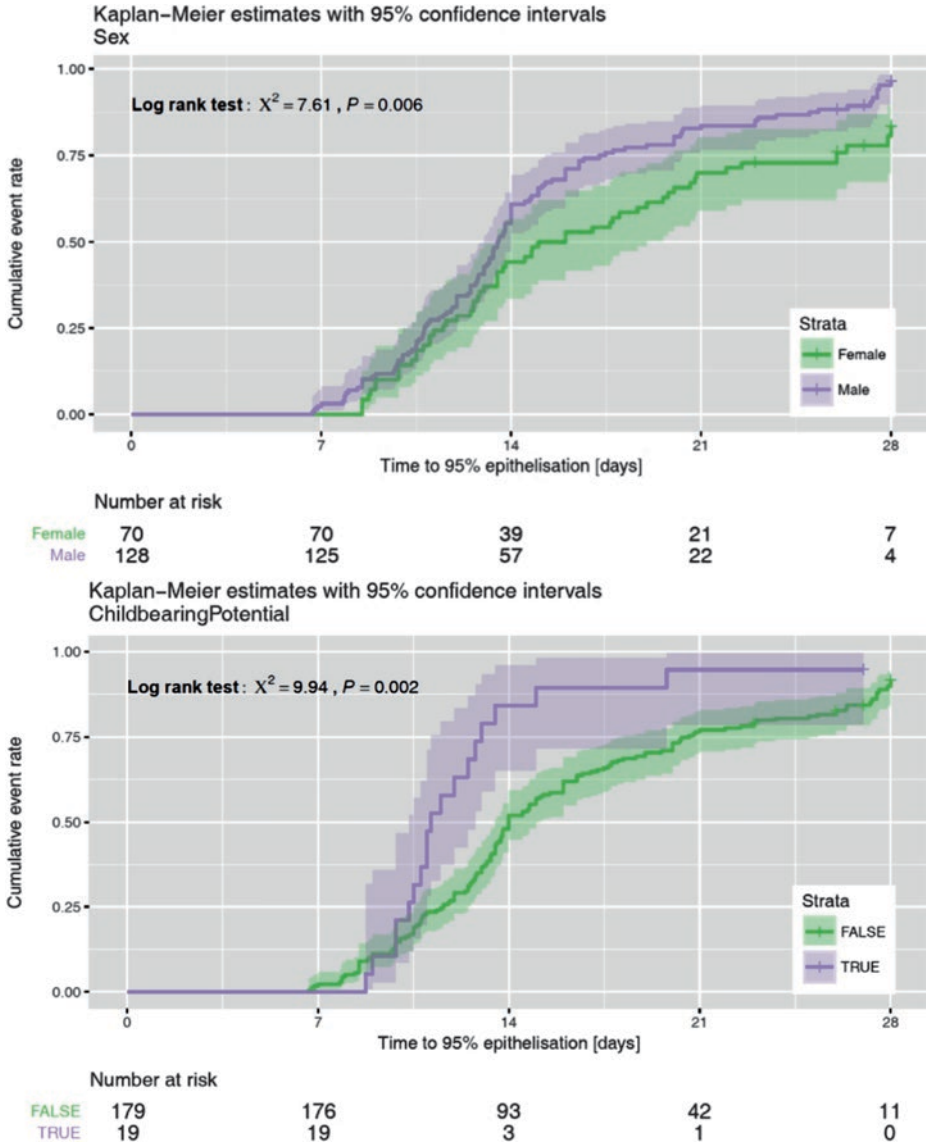 Kaplan–Meier estimates with 95% confidence intervals
Sex
Log rank test: X² = 7.61, P = 0.006
1.00
0.75
0.50
0.25
0.00
Cumulative event rate
Strata
Female
Male
0 7 14 21 28
Time to 95% epithelisation [days]
Number at risk
Female 70 70 39 21 7
Male 128 125 57 22 4
Kaplan–Meier estimates with 95% confidence intervals
ChildbearingPotential
Log rank test: X² = 9.94, P = 0.002
1.00
0.75
0.50
0.25
0.00
Cumulative event rate
Strata
FALSE
TRUE
0 7 14 21 28
Time to 95% epithelisation [days]
Number at risk
FALSE 179 176 93 42 11
TRUE 19 19 3 1 0